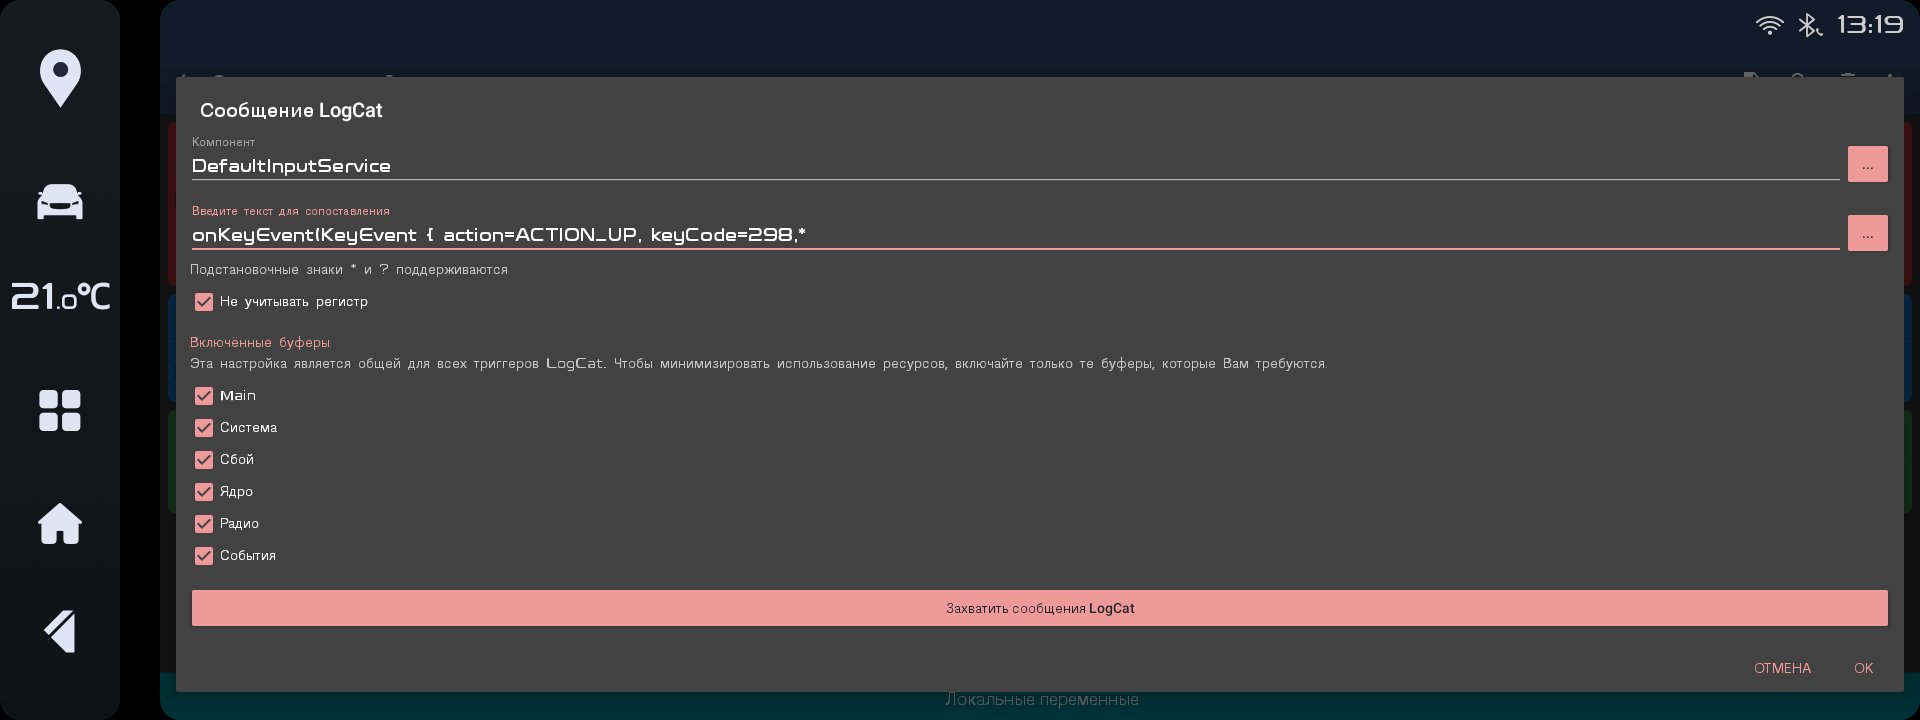 13:19
Сообщение LogCat
Компонент
DefaultInputService
...
Введите текст для сопоставления
onKeyEvent(KeyEvent { action=ACTION_UP, keyCode=298,*
...
Подстановочные знаки * и ? поддерживаются
Не учитывать регистр
21.0°C
Включённые буферы
Эта настройка является общей для всех триггеров LogCat. Чтобы минимизировать использование ресурсов, включайте только те буферы, которые Вам требуются.
Main
Система
Сбой
Ядро
Радио
События
Захватить сообщения LogCat
ОТМЕНА
OK
Локальные переменные